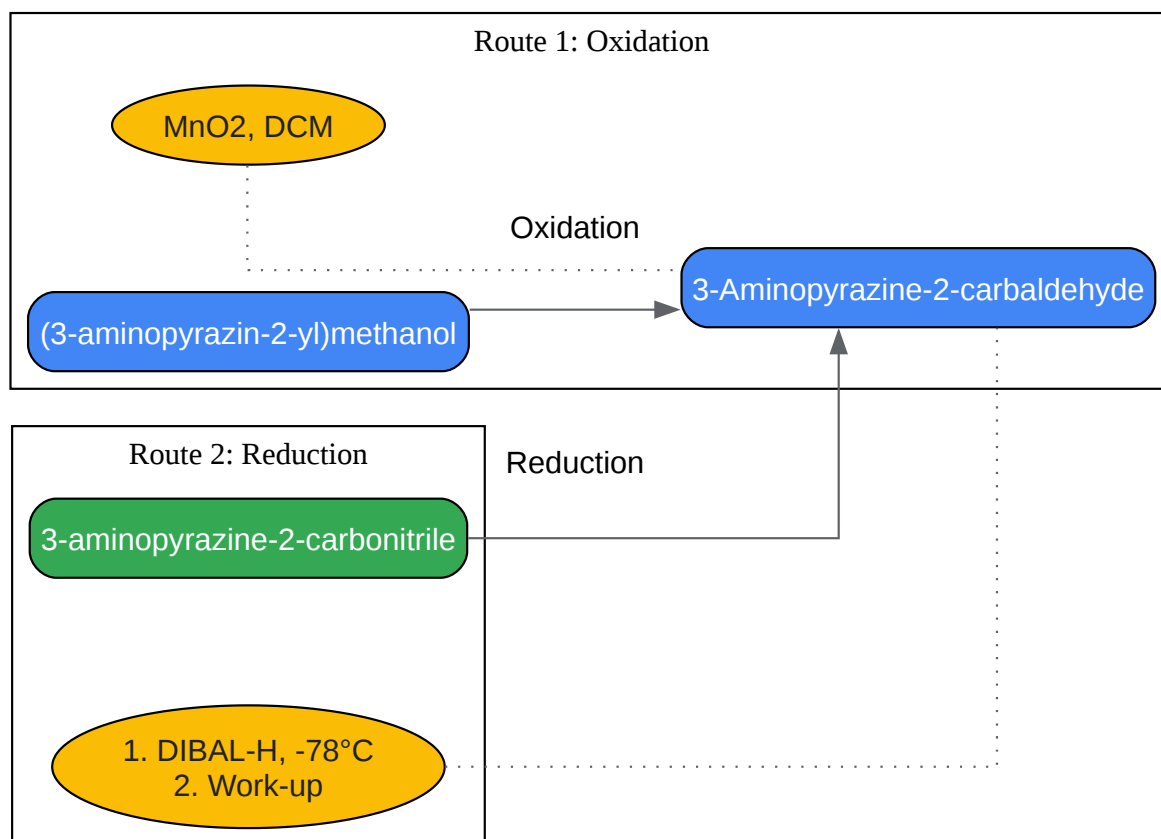 Route 1: Oxidation
MnO2, DCM
Oxidation
3-Aminopyrazine-2-carbaldehyde
(3-aminopyrazin-2-yl)methanol
Route 2: Reduction
Reduction
3-aminopyrazine-2-carbonitrile
1. DIBAL-H, -78°C
2. Work-up